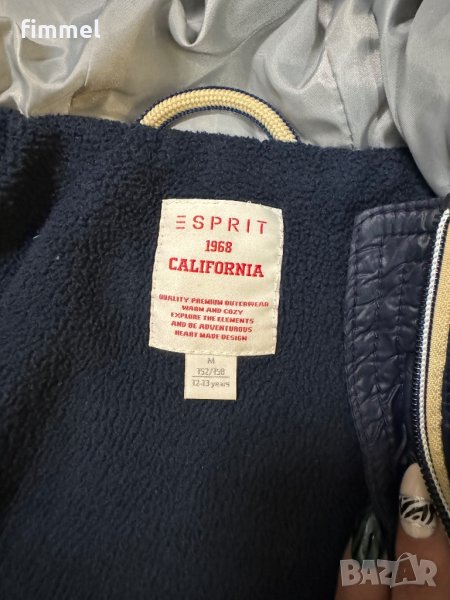 fimmel
ESPRIT
1968
CALIFORNIA
QUALITY PREMIUM OUTERWEAR
WARM AND COZY
EXPLORE THE ELEMENTS
AND BE ADVENTUROUS
HEART MADE DESIGN
M
152/158
12-13 years
BAZAR